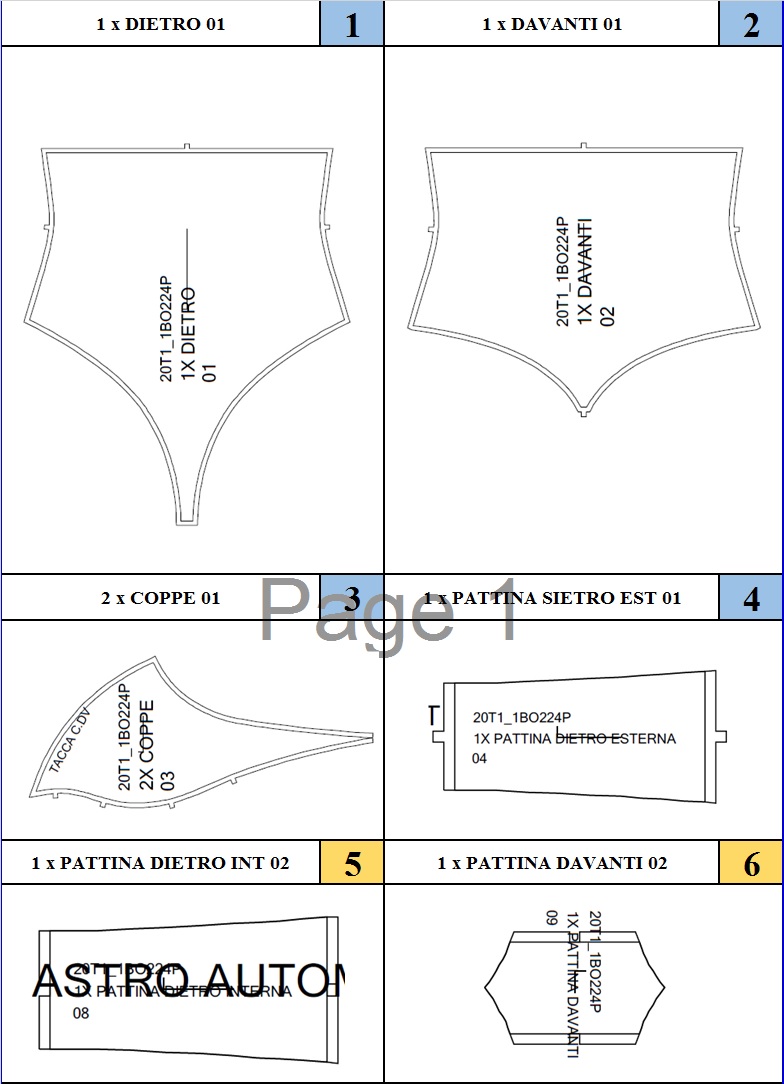 1 x DIETRO 01
1
1 x DAVANTI 01
2
20T1_1BO224P
1X DIETRO
01
20T1_1BO224P
1X DAVANTI
02
2 x COPPE 01
3
1 x PATTINA SIETRO EST 01
4
Page 1
TACCA C.DV
20T1_1BO224P
2X COPPE
03
T
20T1_1BO224P
1X PATTINA DIETRO ESTERNA
04
1 x PATTINA DIETRO INT 02
5
1 x PATTINA DAVANTI 02
6
ASTRO AUTOM
20T1_1BO224P
1X PATTINA DIETRO INTERNA
08
20T1_1BO224P
1X PATTINA DAVANTI
09